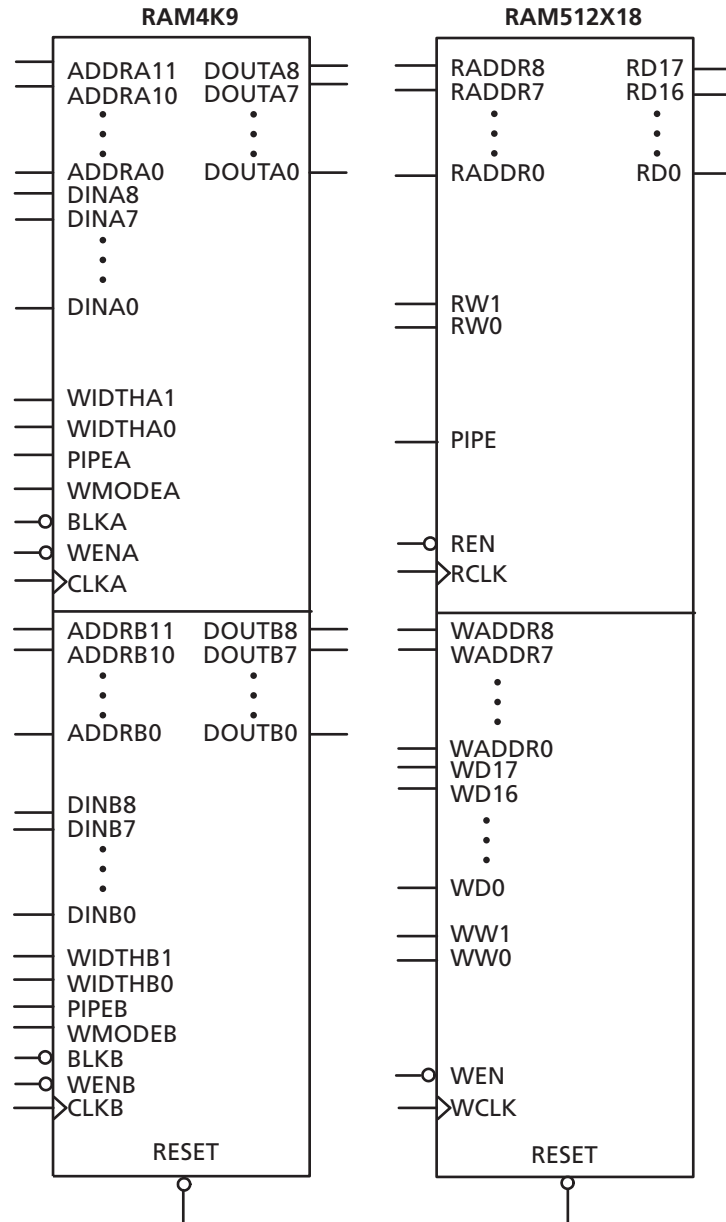 RAM4K9
ADDRA11 DOUTA8
ADDRA10 DOUTA7
ADDRA0 DOUTA0
DINA8
DINA7
DINA0
WIDTHA1
WIDTHA0
PIPEA
WMODEA
BLKA
WENA
CLKA
ADDRB11 DOUTB8
ADDRB10 DOUTB7
ADDRB0 DOUTB0
DINB8
DINB7
DINB0
WIDTHB1
WIDTHB0
PIPEB
WMODEB
BLKB
WENB
CLKB
RESET
RAM512X18
RADDR8 RD17
RADDR7 RD16
RADDR0 RD0
RW1
RW0
PIPE
REN
RCLK
WADDR8
WADDR7
WADDR0
WD17
WD16
WD0
WW1
WW0
WEN
WCLK
RESET